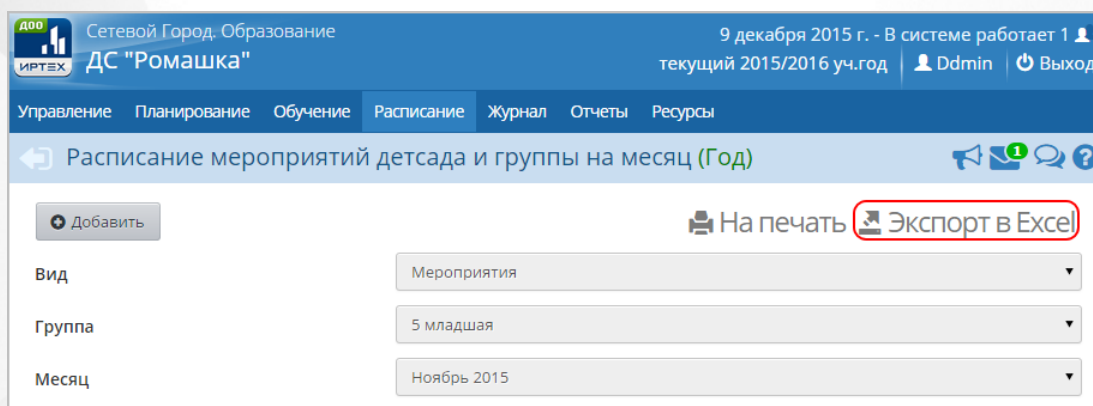 ДОО
ИРТЕХ
Сетевой Город. Образование
ДС "Ромашка"
9 декабря 2015 г. - В системе работает 1
текущий 2015/2016 уч.год Ddmin Выход
Управление Планирование Обучение Расписание Журнал Отчеты Ресурсы
Расписание мероприятий детсада и группы на месяц (Год) 1 ?
Добавить На печать Экспорт в Excel
Вид Мероприятия
Группа 5 младшая
Месяц Ноябрь 2015